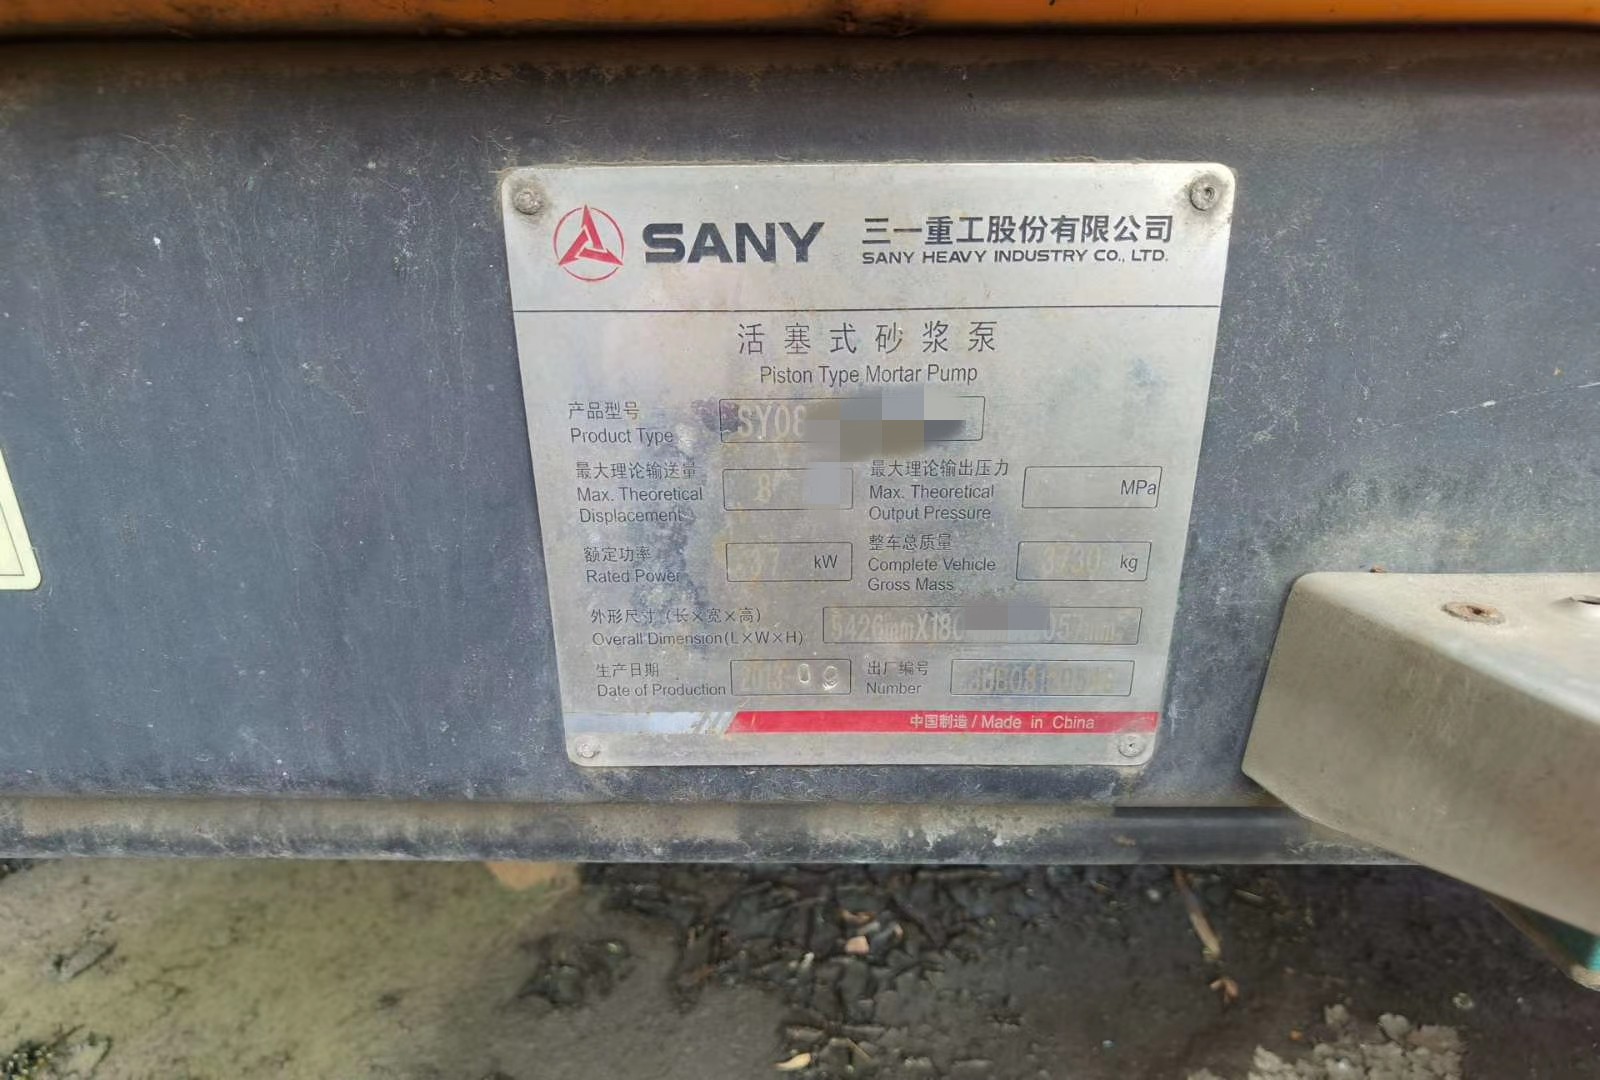 SANY
三一重工股份有限公司
SANY HEAVY INDUSTRY CO., LTD.
活塞式砂浆泵
Piston Type Mortar Pump
产品型号
Product Type
SY08
最大理论输送量
Max. Theoretical
Displacement
8
最大理论输出压力
Max. Theoretical
Output Pressure
MPa
额定功率
Rated Power
37 kW
整车总质量
Complete Vehicle
Gross Mass
kg
外形尺寸(长×宽×高)
Overall Dimension(L×W×H)
5426mmX180
生产日期
Date of Production
出厂编号
Number
中国制造 / Made in China